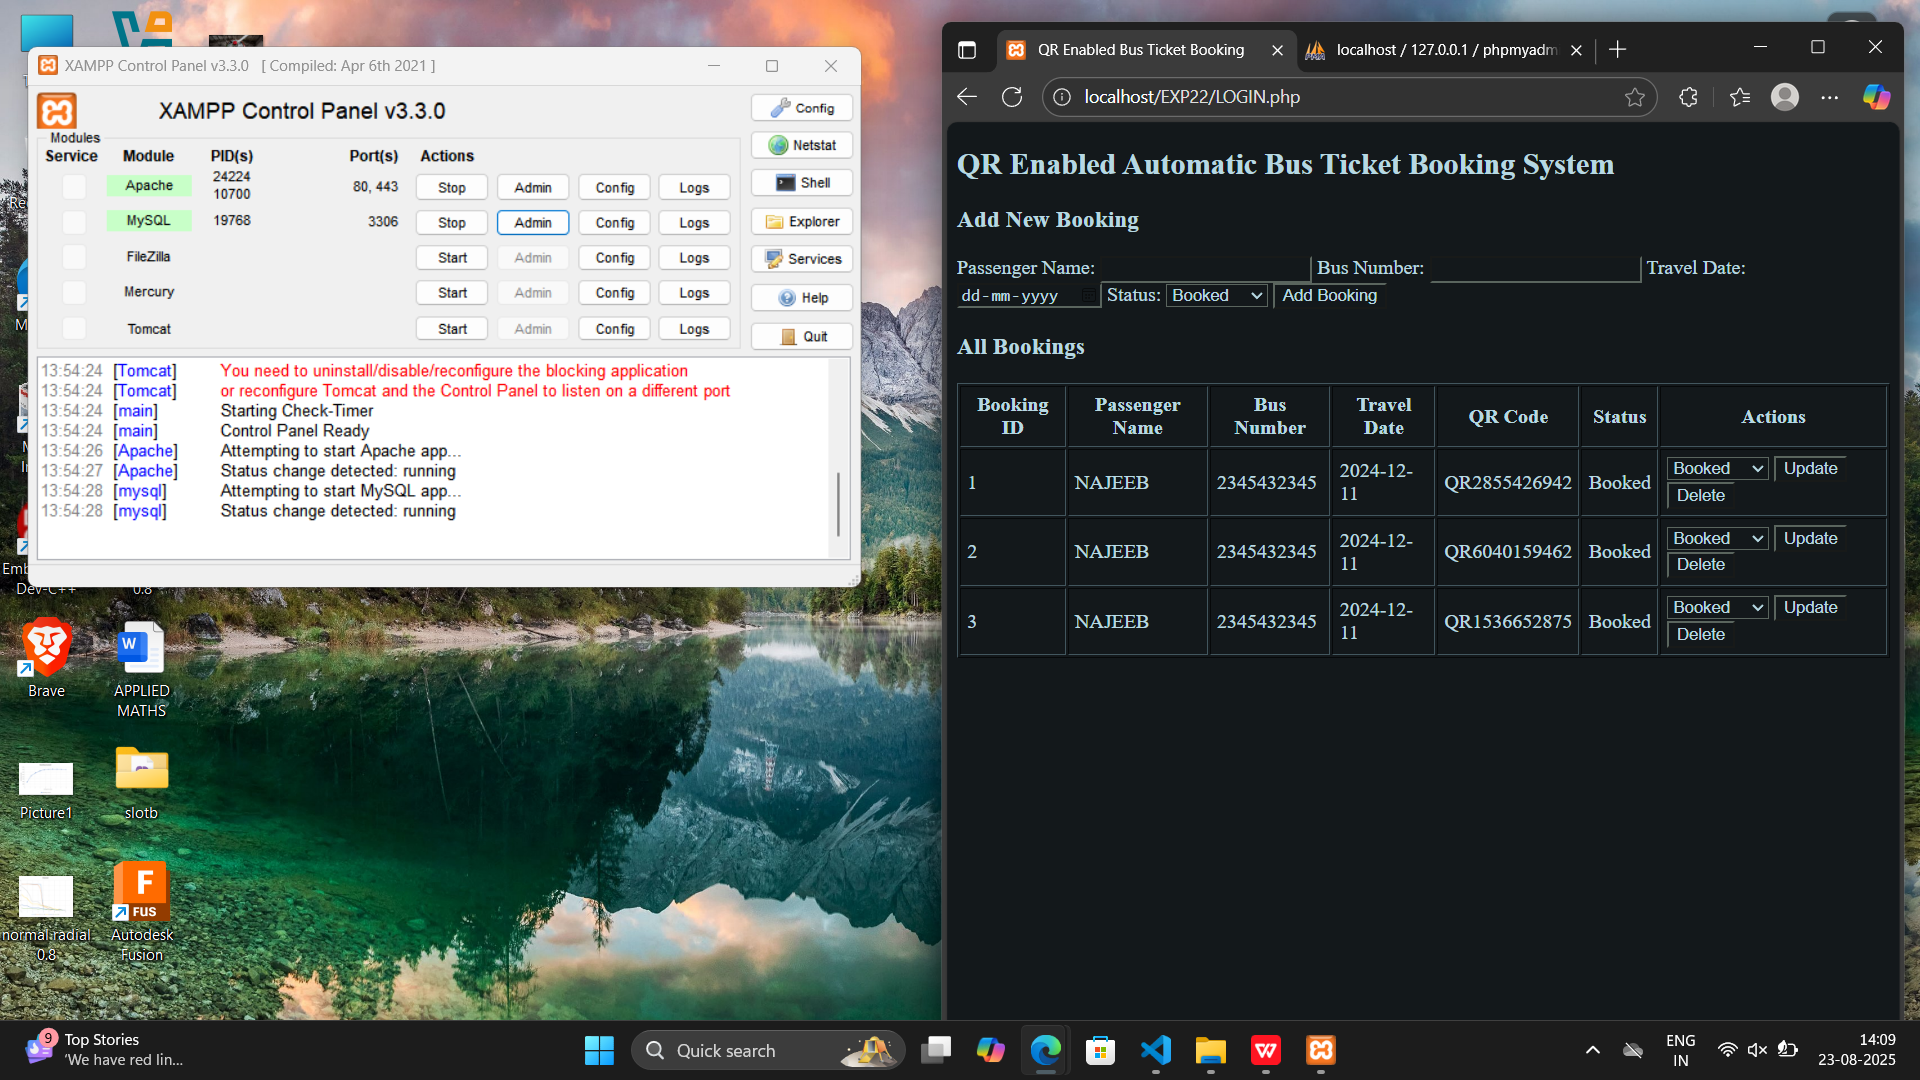 XAMPP Control Panel v3.3.0 [ Compiled: Apr 6th 2021 ]
XAMPP Control Panel v3.3.0
Config
Netstat
Shell
Explorer
Services
Help
Quit
Modules
Service Module PID(s) Port(s) Actions
Apache 24224 10700 80, 443 Stop Admin Config Logs
MySQL 19768 3306 Stop Admin Config Logs
FileZilla Start Admin Config Logs
Mercury Start Admin Config Logs
Tomcat Start Admin Config Logs
13:54:24 [Tomcat] You need to uninstall/disable/reconfigure the blocking application
13:54:24 [Tomcat] or reconfigure Tomcat and the Control Panel to listen on a different port
13:54:24 [main] Starting Check-Timer
13:54:24 [main] Control Panel Ready
13:54:26 [Apache] Attempting to start Apache app...
13:54:27 [Apache] Status change detected: running
13:54:28 [mysql] Attempting to start MySQL app...
13:54:28 [mysql] Status change detected: running
Dev-C++
0.8
Brave
APPLIED
MATHS
Picture1
slotb
normal radial
0.8
FUS
Autodesk
Fusion
QR Enabled Bus Ticket Booking
localhost / 127.0.0.1 / phpmyadm
localhost/EXP22/LOGIN.php
QR Enabled Automatic Bus Ticket Booking System
Add New Booking
Passenger Name: Bus Number: Travel Date:
dd-mm-yyyy Status: Booked Add Booking
All Bookings
Booking ID Passenger Name Bus Number Travel Date QR Code Status Actions
1 NAJEEB 2345432345 2024-12-11 QR2855426942 Booked Booked Update Delete
2 NAJEEB 2345432345 2024-12-11 QR6040159462 Booked Booked Update Delete
3 NAJEEB 2345432345 2024-12-11 QR1536652875 Booked Booked Update Delete
9
Top Stories
'We have red lin...
Quick search
ENG
IN
14:09
23-08-2025